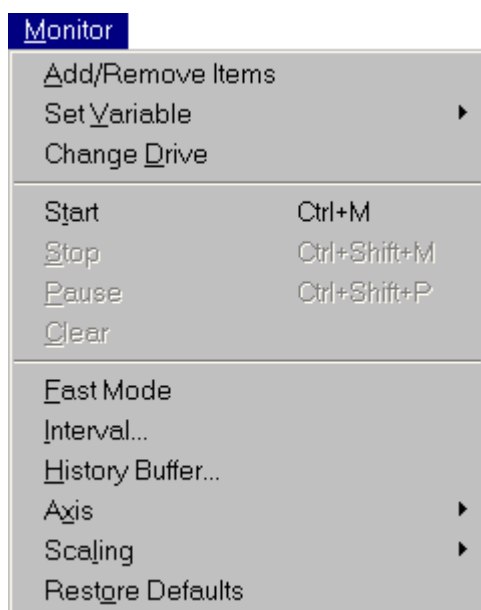 Monitor
Add/Remove Items
Set Variable
Change Drive
Start Ctrl+M
Stop Ctrl+Shift+M
Pause Ctrl+Shift+P
Clear
Fast Mode
Interval...
History Buffer...
Axis
Scaling
Restore Defaults